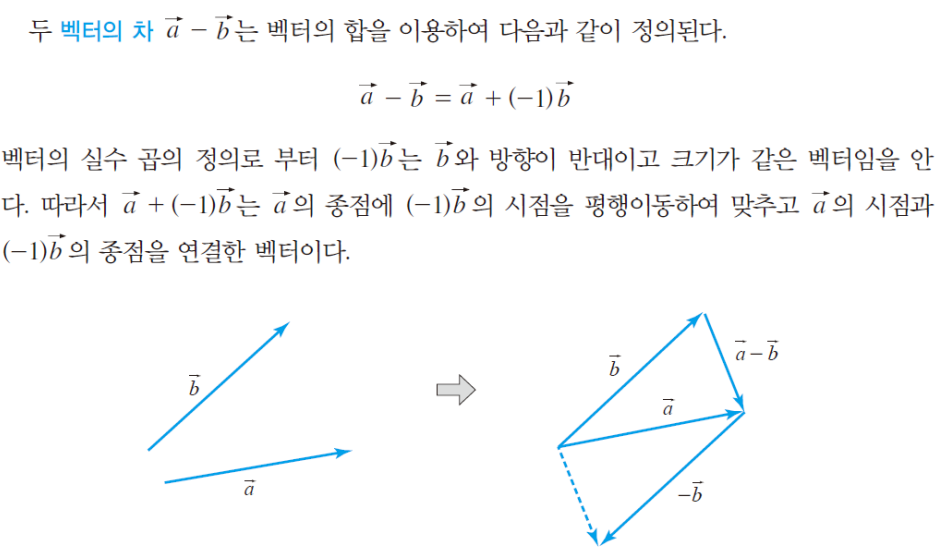 두 벡터의 차 $\vec{a} - \vec{b}$는 벡터의 합을 이용하여 다음과 같이 정의된다.
$\vec{a} - \vec{b} = \vec{a} + (-1)\vec{b}$
벡터의 실수 곱의 정의로 부터 $(-1)\vec{b}$는 $\vec{b}$와 방향이 반대이고 크기가 같은 벡터임을 안
다. 따라서 $\vec{a} + (-1)\vec{b}$는 $\vec{a}$의 종점에 $(-1)\vec{b}$의 시점을 평행이동하여 맞추고 $\vec{a}$의 시점과
$(-1)\vec{b}$의 종점을 연결한 벡터이다.
$\vec{b}$
$\vec{a}$
$\vec{b}$
$\vec{a} - \vec{b}$
$\vec{a}$
$-\vec{b}$